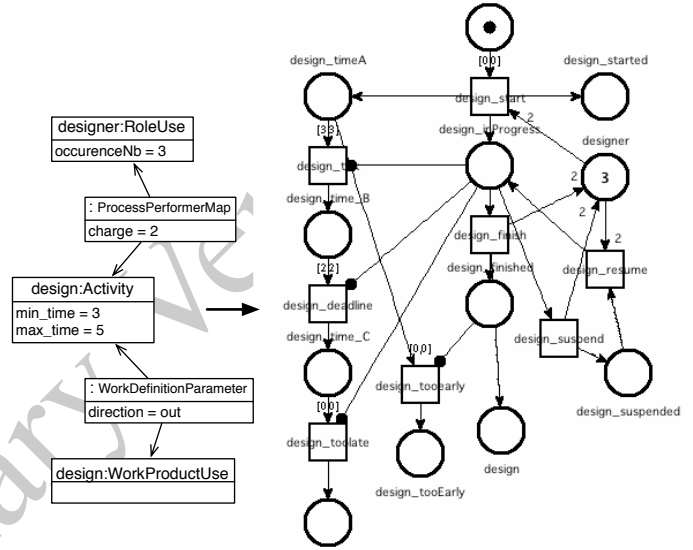 designer:RoleUse
occurenceNb = 3
: ProcessPerformerMap
charge = 2
design:Activity
min_time = 3
max_time = 5
: WorkDefinitionParameter
direction = out
design:WorkProductUse
[0,0]
design_timeA
design_started
design_start
2
[3,3]
design_inProgress
designer
3
2
2
2
design_time_B
design_finish
design_resume
[2,2]
design_finished
design_deadline
design_suspend
design_time_C
[0,0]
design_tooearly
design_suspended
[0,0]
design_toolate
design
design_tooEarly
ary Ve